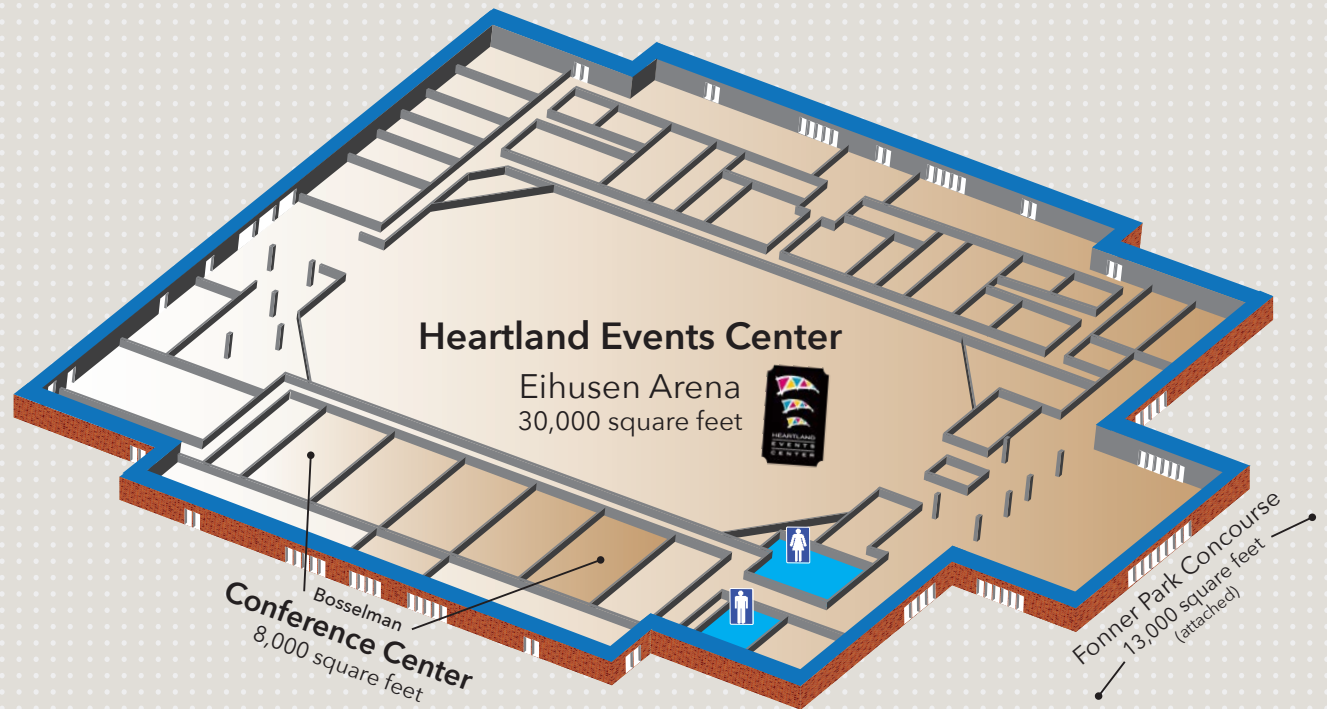 Heartland Events Center
Eihusen Arena
30,000 square feet
HEARTLAND
EVENTS
CENTER
Bosselman
Conference Center
8,000 square feet
Fonner Park Concourse
13,000 square feet
(attached)